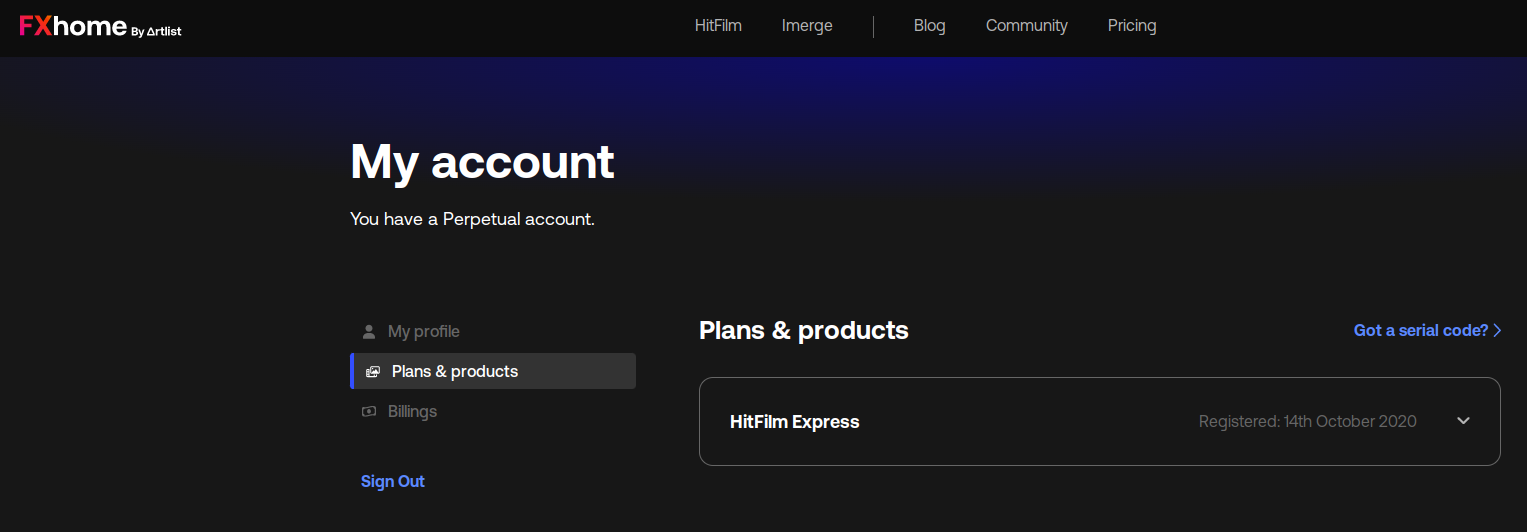 FXhome By Artlist
HitFilm Imerge Blog Community Pricing
My account
You have a Perpetual account.
My profile
Plans & products
Billings
Sign Out
Plans & products
Got a serial code?
HitFilm Express
Registered: 14th October 2020